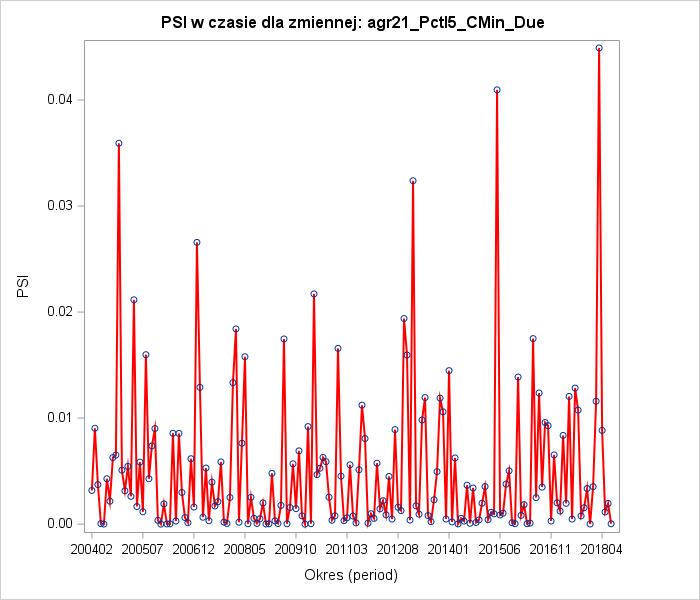 PSI w czasie dla zmiennej: agr21_Pctl5_CMin_Due
0.04
0.03
0.02
0.01
0.00
PSI
200402 200507 200612 200805 200910 201103 201208 201401 201506 201611 201804
Okres (period)